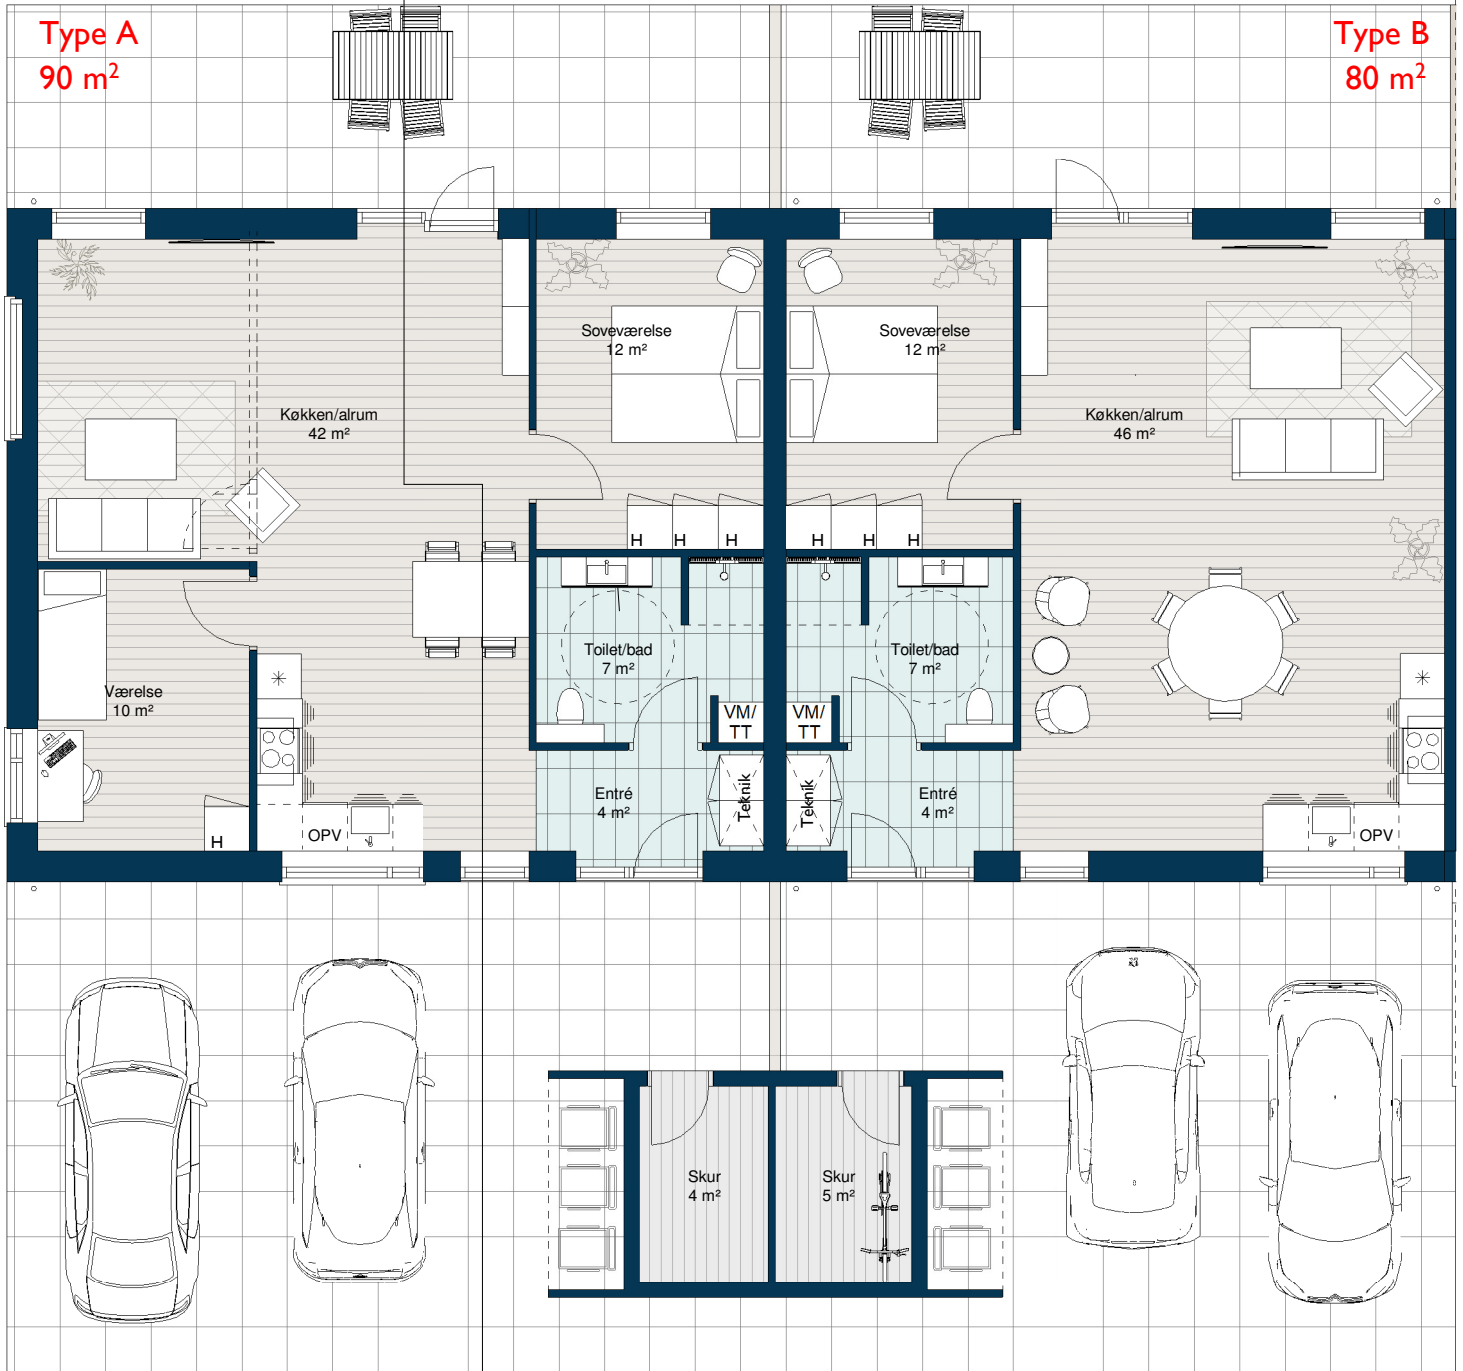 Type A
90 m²
Type B
80 m²
Soveværelse
12 m²
Soveværelse
12 m²
Køkken/alrum
42 m²
Køkken/alrum
46 m²
H
H
H
H
H
H
Toilet/bad
7 m²
Toilet/bad
7 m²
Værelse
10 m²
VM/
TT
VM/
TT
Entré
4 m²
Teknik
Teknik
Entré
4 m²
H
OPV
OPV
Skur
4 m²
Skur
5 m²